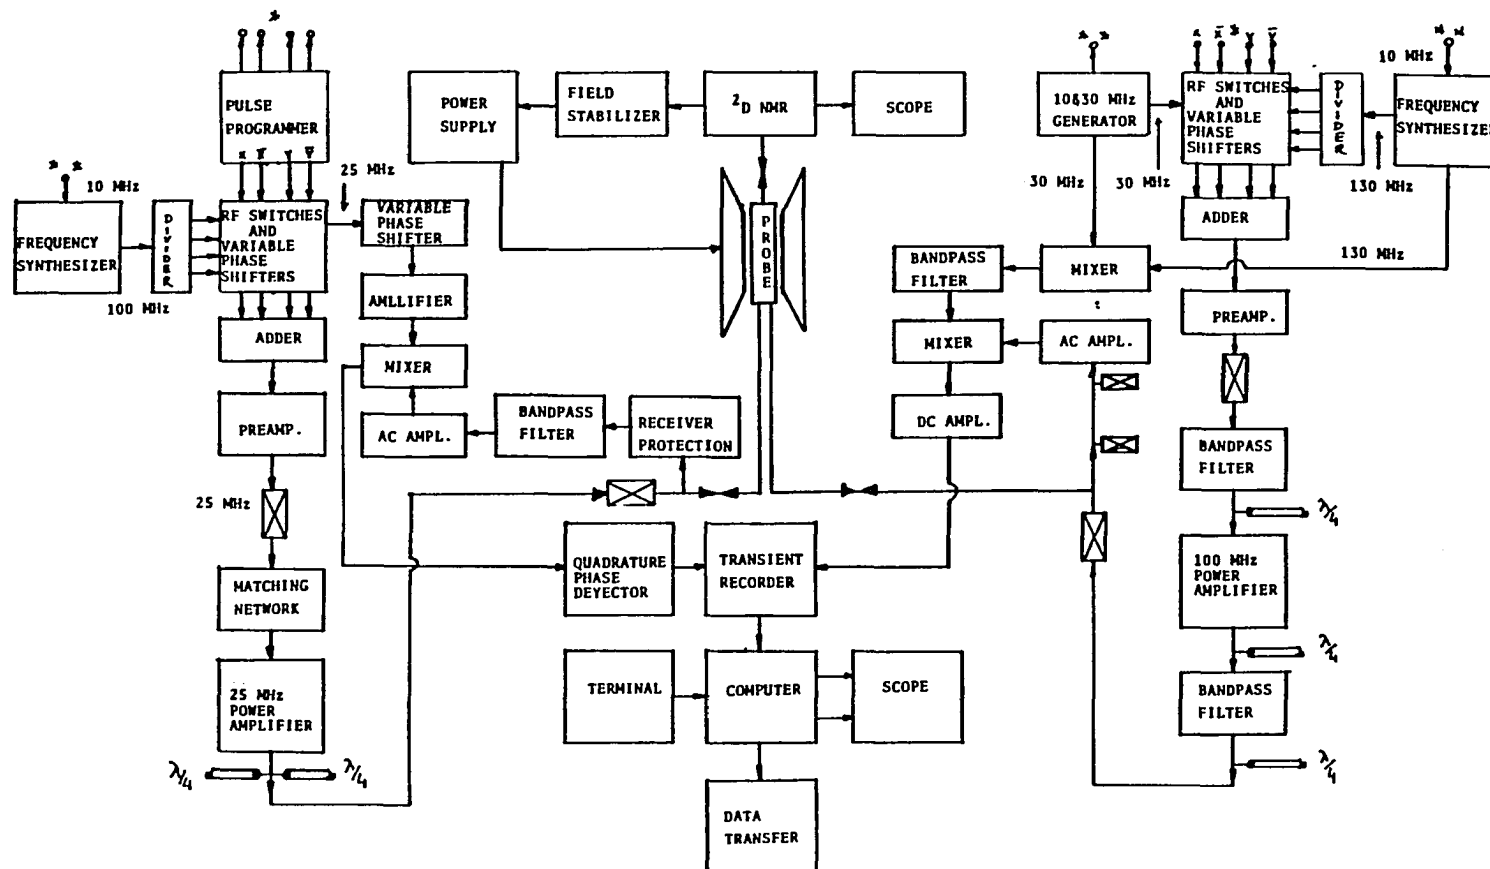 PULSE
PROGRAMMER
x x̄ y ȳ
25 MHz
10 MHz
FREQUENCY
SYNTHESIZER
DIVIDER
100 MHz
RF SWITCHES
AND
VARIABLE
PHASE
SHIFTERS
VARIABLE
PHASE
SHIFTER
AMLLIFIER
MIXER
AC AMPL.
BANDPASS
FILTER
RECEIVER
PROTECTION
ADDER
PREAMP.
25 MHz
MATCHING
NETWORK
25 MHz
POWER
AMPLIFIER
λ/4
λ/4
POWER
SUPPLY
FIELD
STABILIZER
²D NMR
SCOPE
PROBE
QUADRATURE
PHASE
DEYECTOR
TRANSIENT
RECORDER
TERMINAL
COMPUTER
SCOPE
DATA
TRANSFER
10&30 MHz
GENERATOR
30 MHz
30 MHz
x x̄ y ȳ
RF SWITCHES
AND
VARIABLE
PHASE
SHIFTERS
DIVIDER
10 MHz
FREQUENCY
SYNTHESIZER
130 MHz
130 MHz
ADDER
BANDPASS
FILTER
MIXER
MIXER
AC AMPL.
DC AMPL.
PREAMP.
BANDPASS
FILTER
λ/4
100 MHz
POWER
AMPLIFIER
λ/4
BANDPASS
FILTER
λ/4